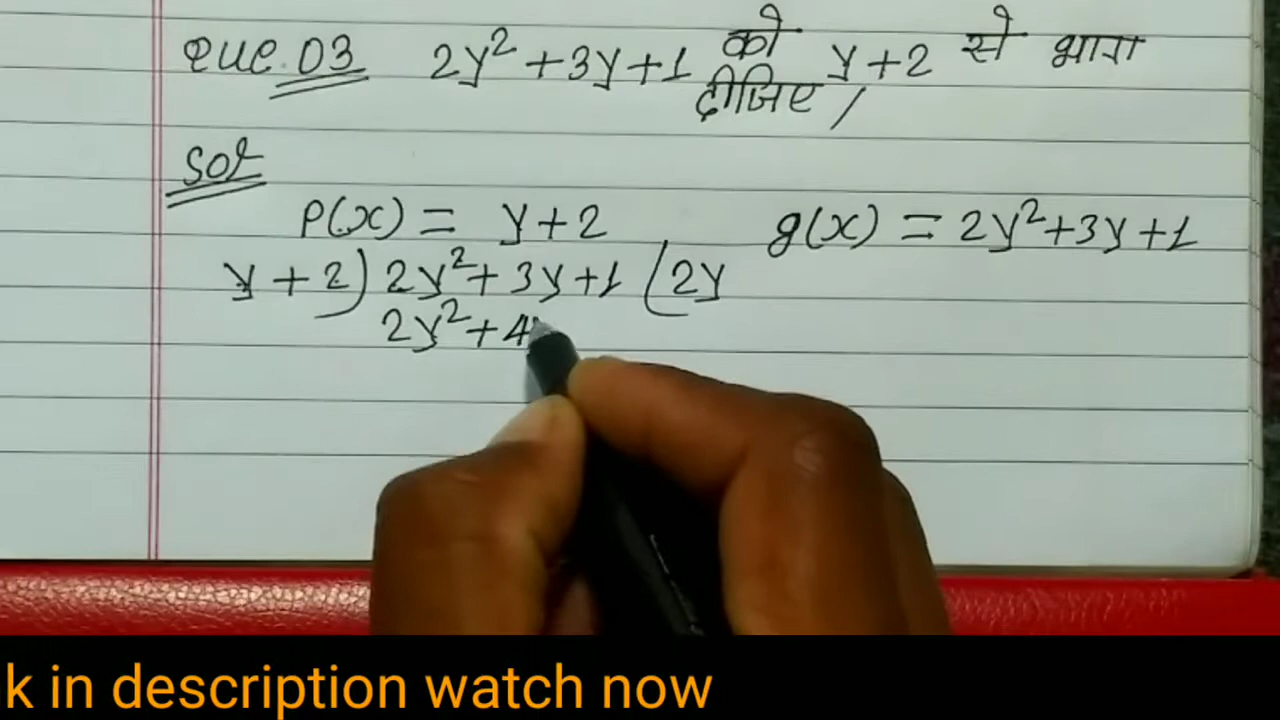 Que.03 2y²+3y+1 को y+2 से भाग
दीजिए /
Sol
P(x) = y+2 g(x) = 2y²+3y+1
y+2) 2y²+3y+1 (2y
2y²+4
k in description watch now